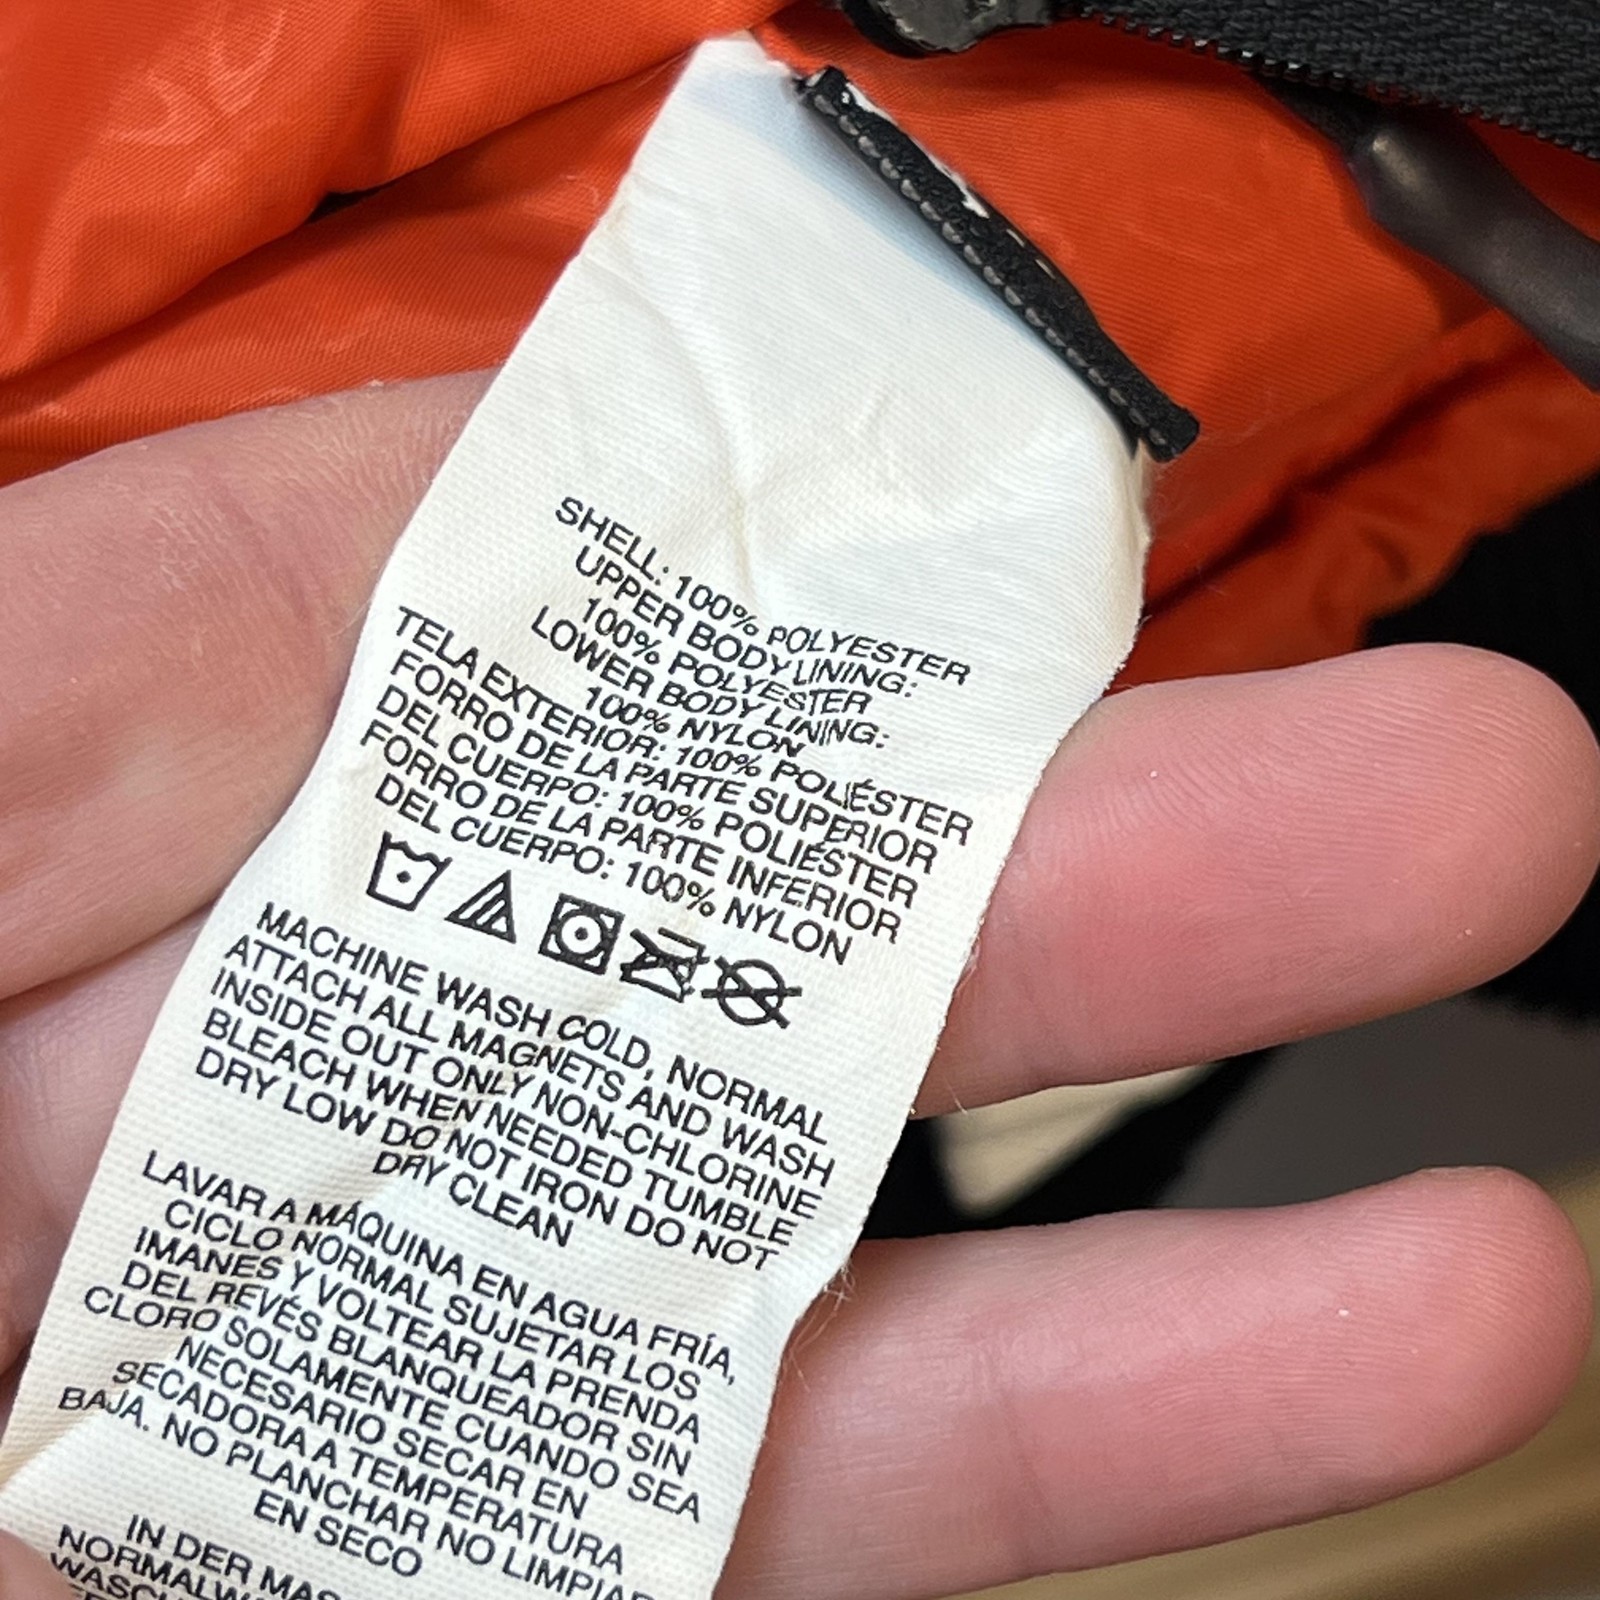 SHELL: 100% POLYESTER
UPPER BODY LINING:
100% POLYESTER
LOWER BODY LINING:
100% NYLON
TELA EXTERIOR: 100% POLIÉSTER
FORRO DE LA PARTE SUPERIOR
DEL CUERPO: 100% POLIÉSTER
FORRO DE LA PARTE INFERIOR
DEL CUERPO: 100% NYLON
MACHINE WASH COLD, NORMAL
ATTACH ALL MAGNETS AND WASH
INSIDE OUT ONLY NON-CHLORINE
BLEACH WHEN NEEDED TUMBLE
DRY LOW DO NOT IRON DO NOT
DRY CLEAN
LAVAR A MÁQUINA EN AGUA FRÍA,
CICLO NORMAL SUJETAR LOS
IMANES Y VOLTEAR LA PRENDA
DEL REVÉS BLANQUEADOR SIN
CLORO SOLAMENTE CUANDO SEA
NECESARIO SECAR EN
SECADORA A TEMPERATURA
BAJA. NO PLANCHAR NO LIMPIAR
EN SECO
IN DER MAS